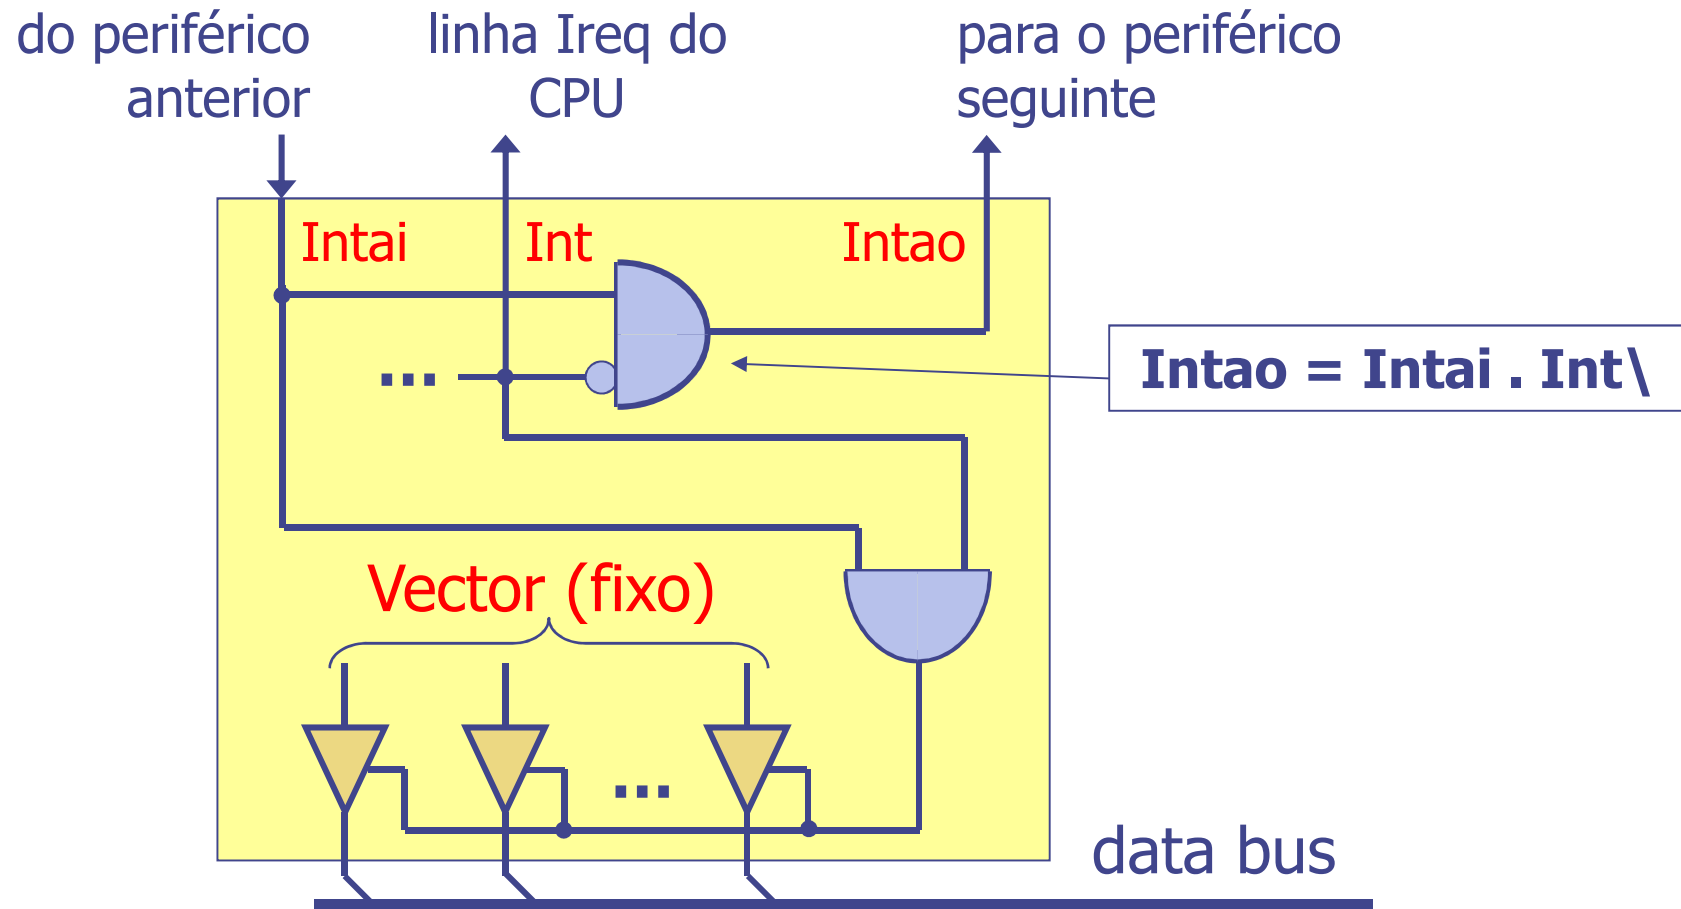 do periférico
anterior
linha Ireq do
CPU
para o periférico
seguinte
Intai
Int
Intao
...
Intao = Intai . Int\
Vector (fixo)
...
data bus